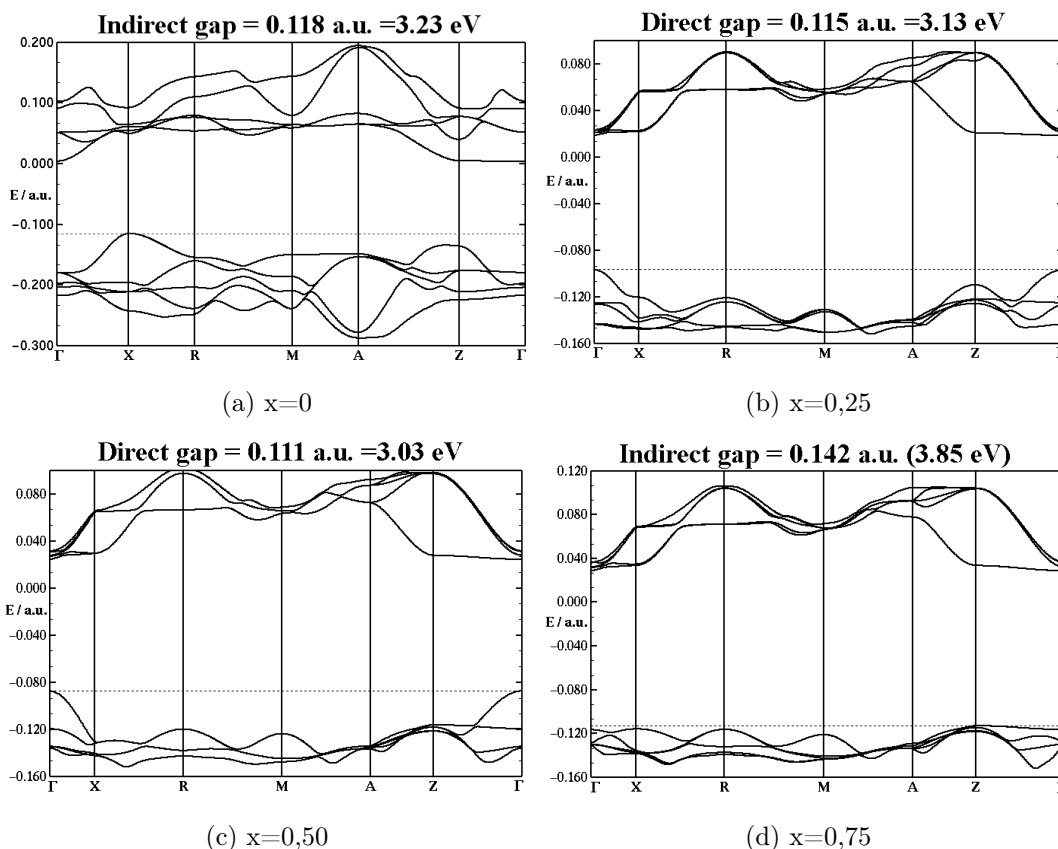 Indirect gap = 0.118 a.u. =3.23 eV
0.200
0.100
0.000
E / a.u.
−0.100
−0.200
−0.300
Γ X R M A Z Γ
(a) x=0
Direct gap = 0.115 a.u. =3.13 eV
0.080
0.040
0.000
E / a.u.
−0.040
−0.080
−0.120
−0.160
Γ X R M A Z Γ
(b) x=0,25
Direct gap = 0.111 a.u. =3.03 eV
0.080
0.040
0.000
E / a.u.
−0.040
−0.080
−0.120
−0.160
Γ X R M A Z Γ
(c) x=0,50
Indirect gap = 0.142 a.u. (3.85 eV)
0.120
0.080
0.040
0.000
E / a.u.
−0.040
−0.080
−0.120
−0.160
Γ X R M A Z
(d) x=0,75